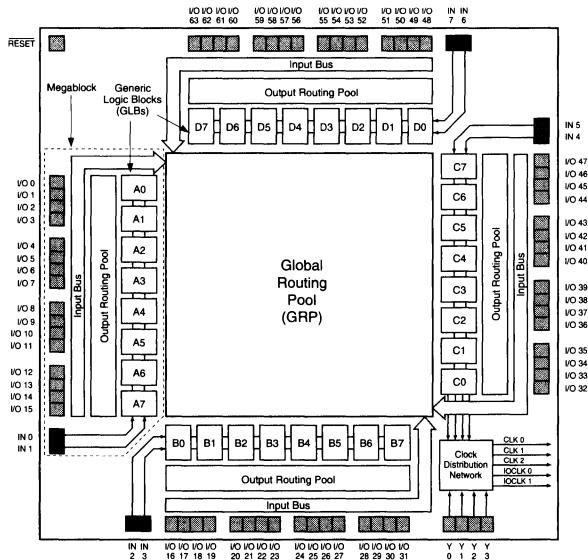 I/O I/O I/O I/O
63 62 61 60
I/O I/O I/O I/O
59 58 57 56
I/O I/O I/O I/O
55 54 53 52
I/O I/O I/O I/O
51 50 49 48
IN IN
7 6
RESET
Megablock
Generic
Logic Blocks
(GLBs)
Input Bus
Output Routing Pool
D7 D6 D5 D4 D3 D2 D1 D0
IN 5
IN 4
I/O 0
I/O 1
I/O 2
I/O 3
I/O 4
I/O 5
I/O 6
I/O 7
I/O 8
I/O 9
I/O 10
I/O 11
I/O 12
I/O 13
I/O 14
I/O 15
IN 0
IN 1
Input Bus
Output Routing Pool
A0
A1
A2
A3
A4
A5
A6
A7
Global
Routing
Pool
(GRP)
C7
C6
C5
C4
C3
C2
C1
C0
Output Routing Pool
Input Bus
I/O 47
I/O 46
I/O 45
I/O 44
I/O 43
I/O 42
I/O 41
I/O 40
I/O 39
I/O 38
I/O 37
I/O 36
I/O 35
I/O 34
I/O 33
I/O 32
B0 B1 B2 B3 B4 B5 B6 B7
Output Routing Pool
Input Bus
Clock
Distribution
Network
CLK 0
CLK 1
CLK 2
IOCLK 0
IOCLK 1
IN IN
2 3
I/O I/O I/O I/O
16 17 18 19
I/O I/O I/O I/O
20 21 22 23
I/O I/O I/O I/O
24 25 26 27
I/O I/O I/O I/O
28 29 30 31
Y Y Y Y
0 1 2 3